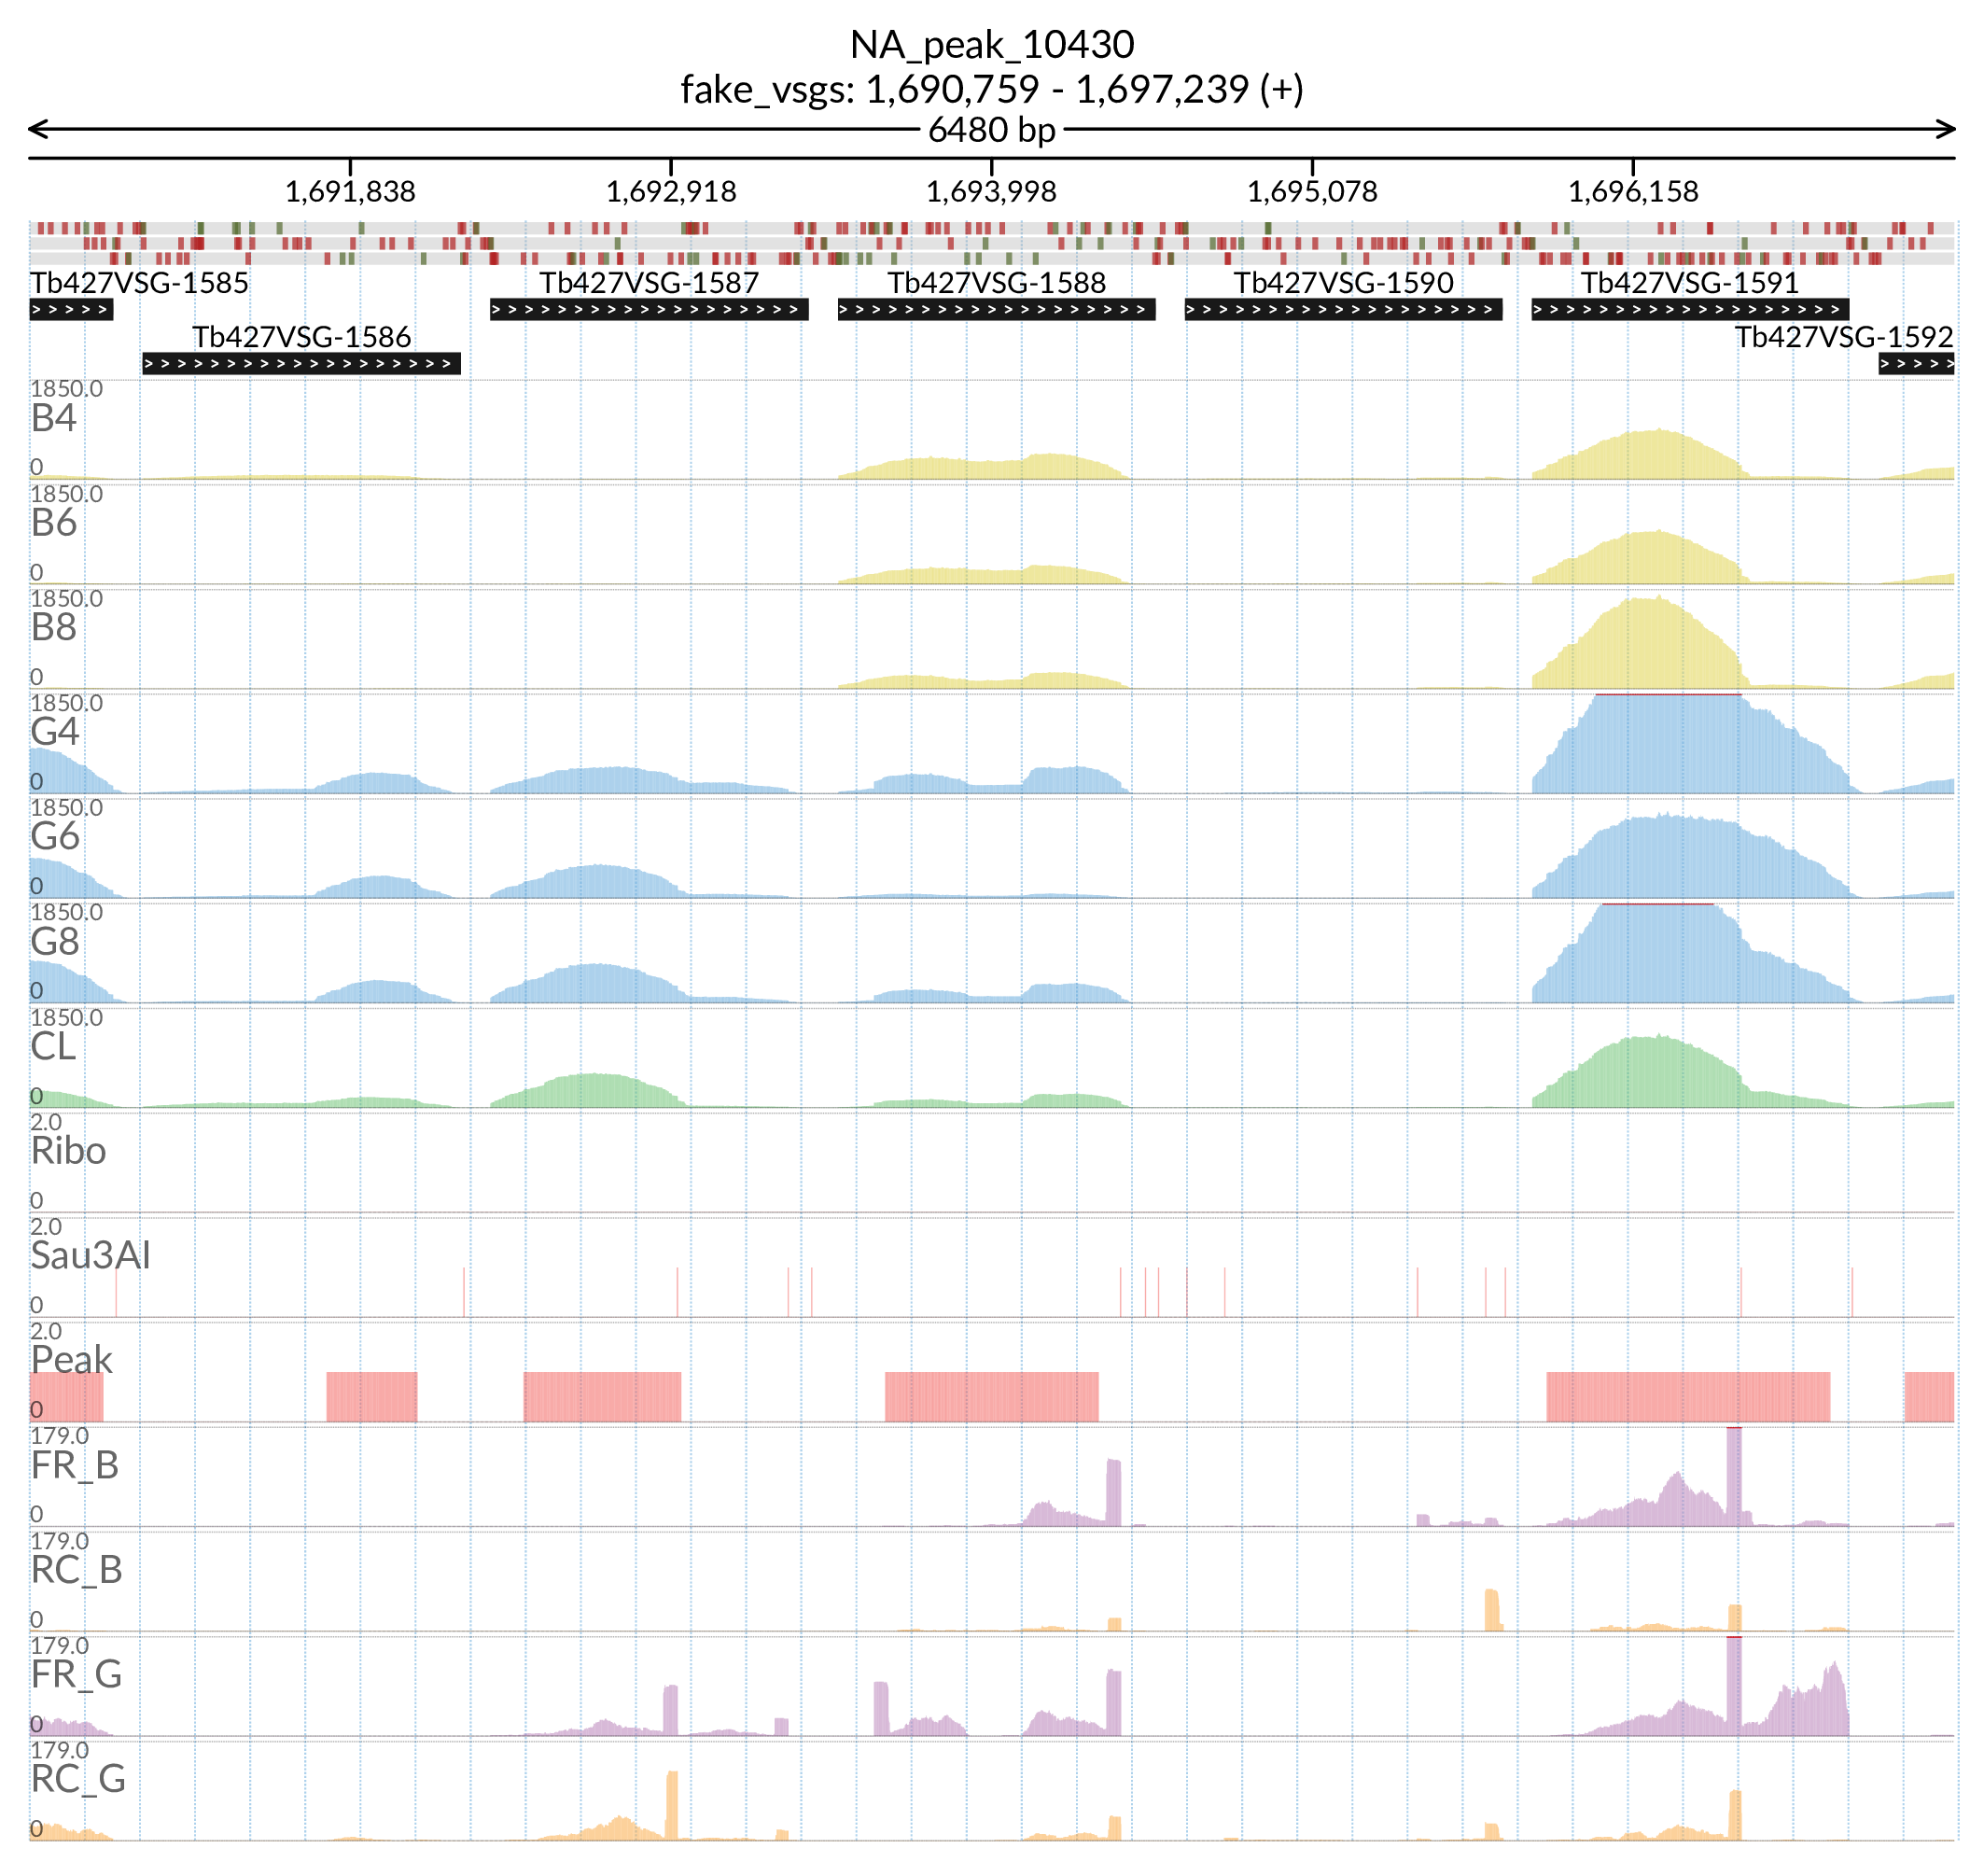 NA_peak_10430
fake_vsgs: 1,690,759 - 1,697,239 (+)
6480 bp
1,691,838 1,692,918 1,693,998 1,695,078 1,696,158
Tb427VSG-1585 Tb427VSG-1587 Tb427VSG-1588 Tb427VSG-1590 Tb427VSG-1591
Tb427VSG-1586 Tb427VSG-1592
1850.0
B4
0
1850.0
B6
0
1850.0
B8
0
1850.0
G4
0
1850.0
G6
0
1850.0
G8
0
1850.0
CL
0
2.0
Ribo
0
2.0
Sau3AI
0
2.0
Peak
0
179.0
FR_B
0
179.0
RC_B
0
179.0
FR_G
0
179.0
RC_G
0